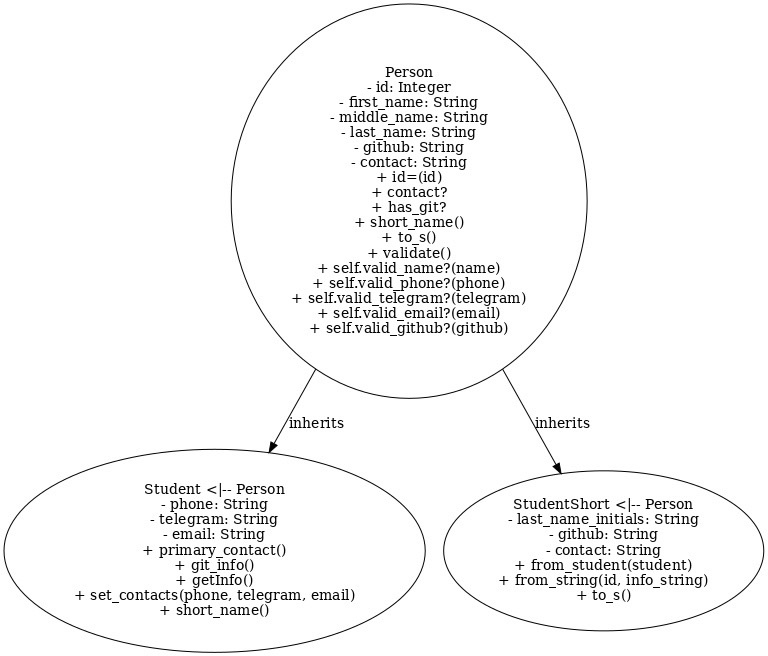 Person
- id: Integer
- first_name: String
- middle_name: String
- last_name: String
- github: String
- contact: String
+ id=(id)
+ contact?
+ has_git?
+ short_name()
+ to_s()
+ validate()
+ self.valid_name?(name)
+ self.valid_phone?(phone)
+ self.valid_telegram?(telegram)
+ self.valid_email?(email)
+ self.valid_github?(github)
inherits
inherits
Student <|-- Person
- phone: String
- telegram: String
- email: String
+ primary_contact()
+ git_info()
+ getInfo()
+ set_contacts(phone, telegram, email)
+ short_name()
StudentShort <|-- Person
- last_name_initials: String
- github: String
- contact: String
+ from_student(student)
+ from_string(id, info_string)
+ to_s()